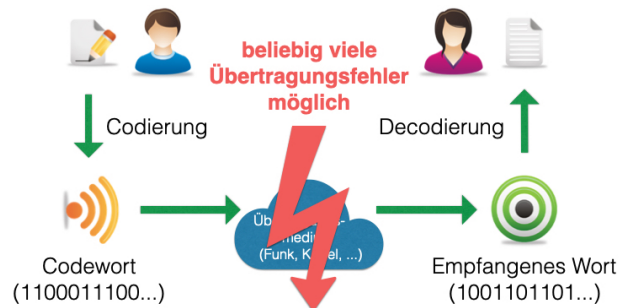 beliebig viele
Übertragungsfehler
möglich
Codierung
Decodierung
(Funk, ...)
Codewort
(1100011100...)
Empfangenes Wort
(1001101101...)